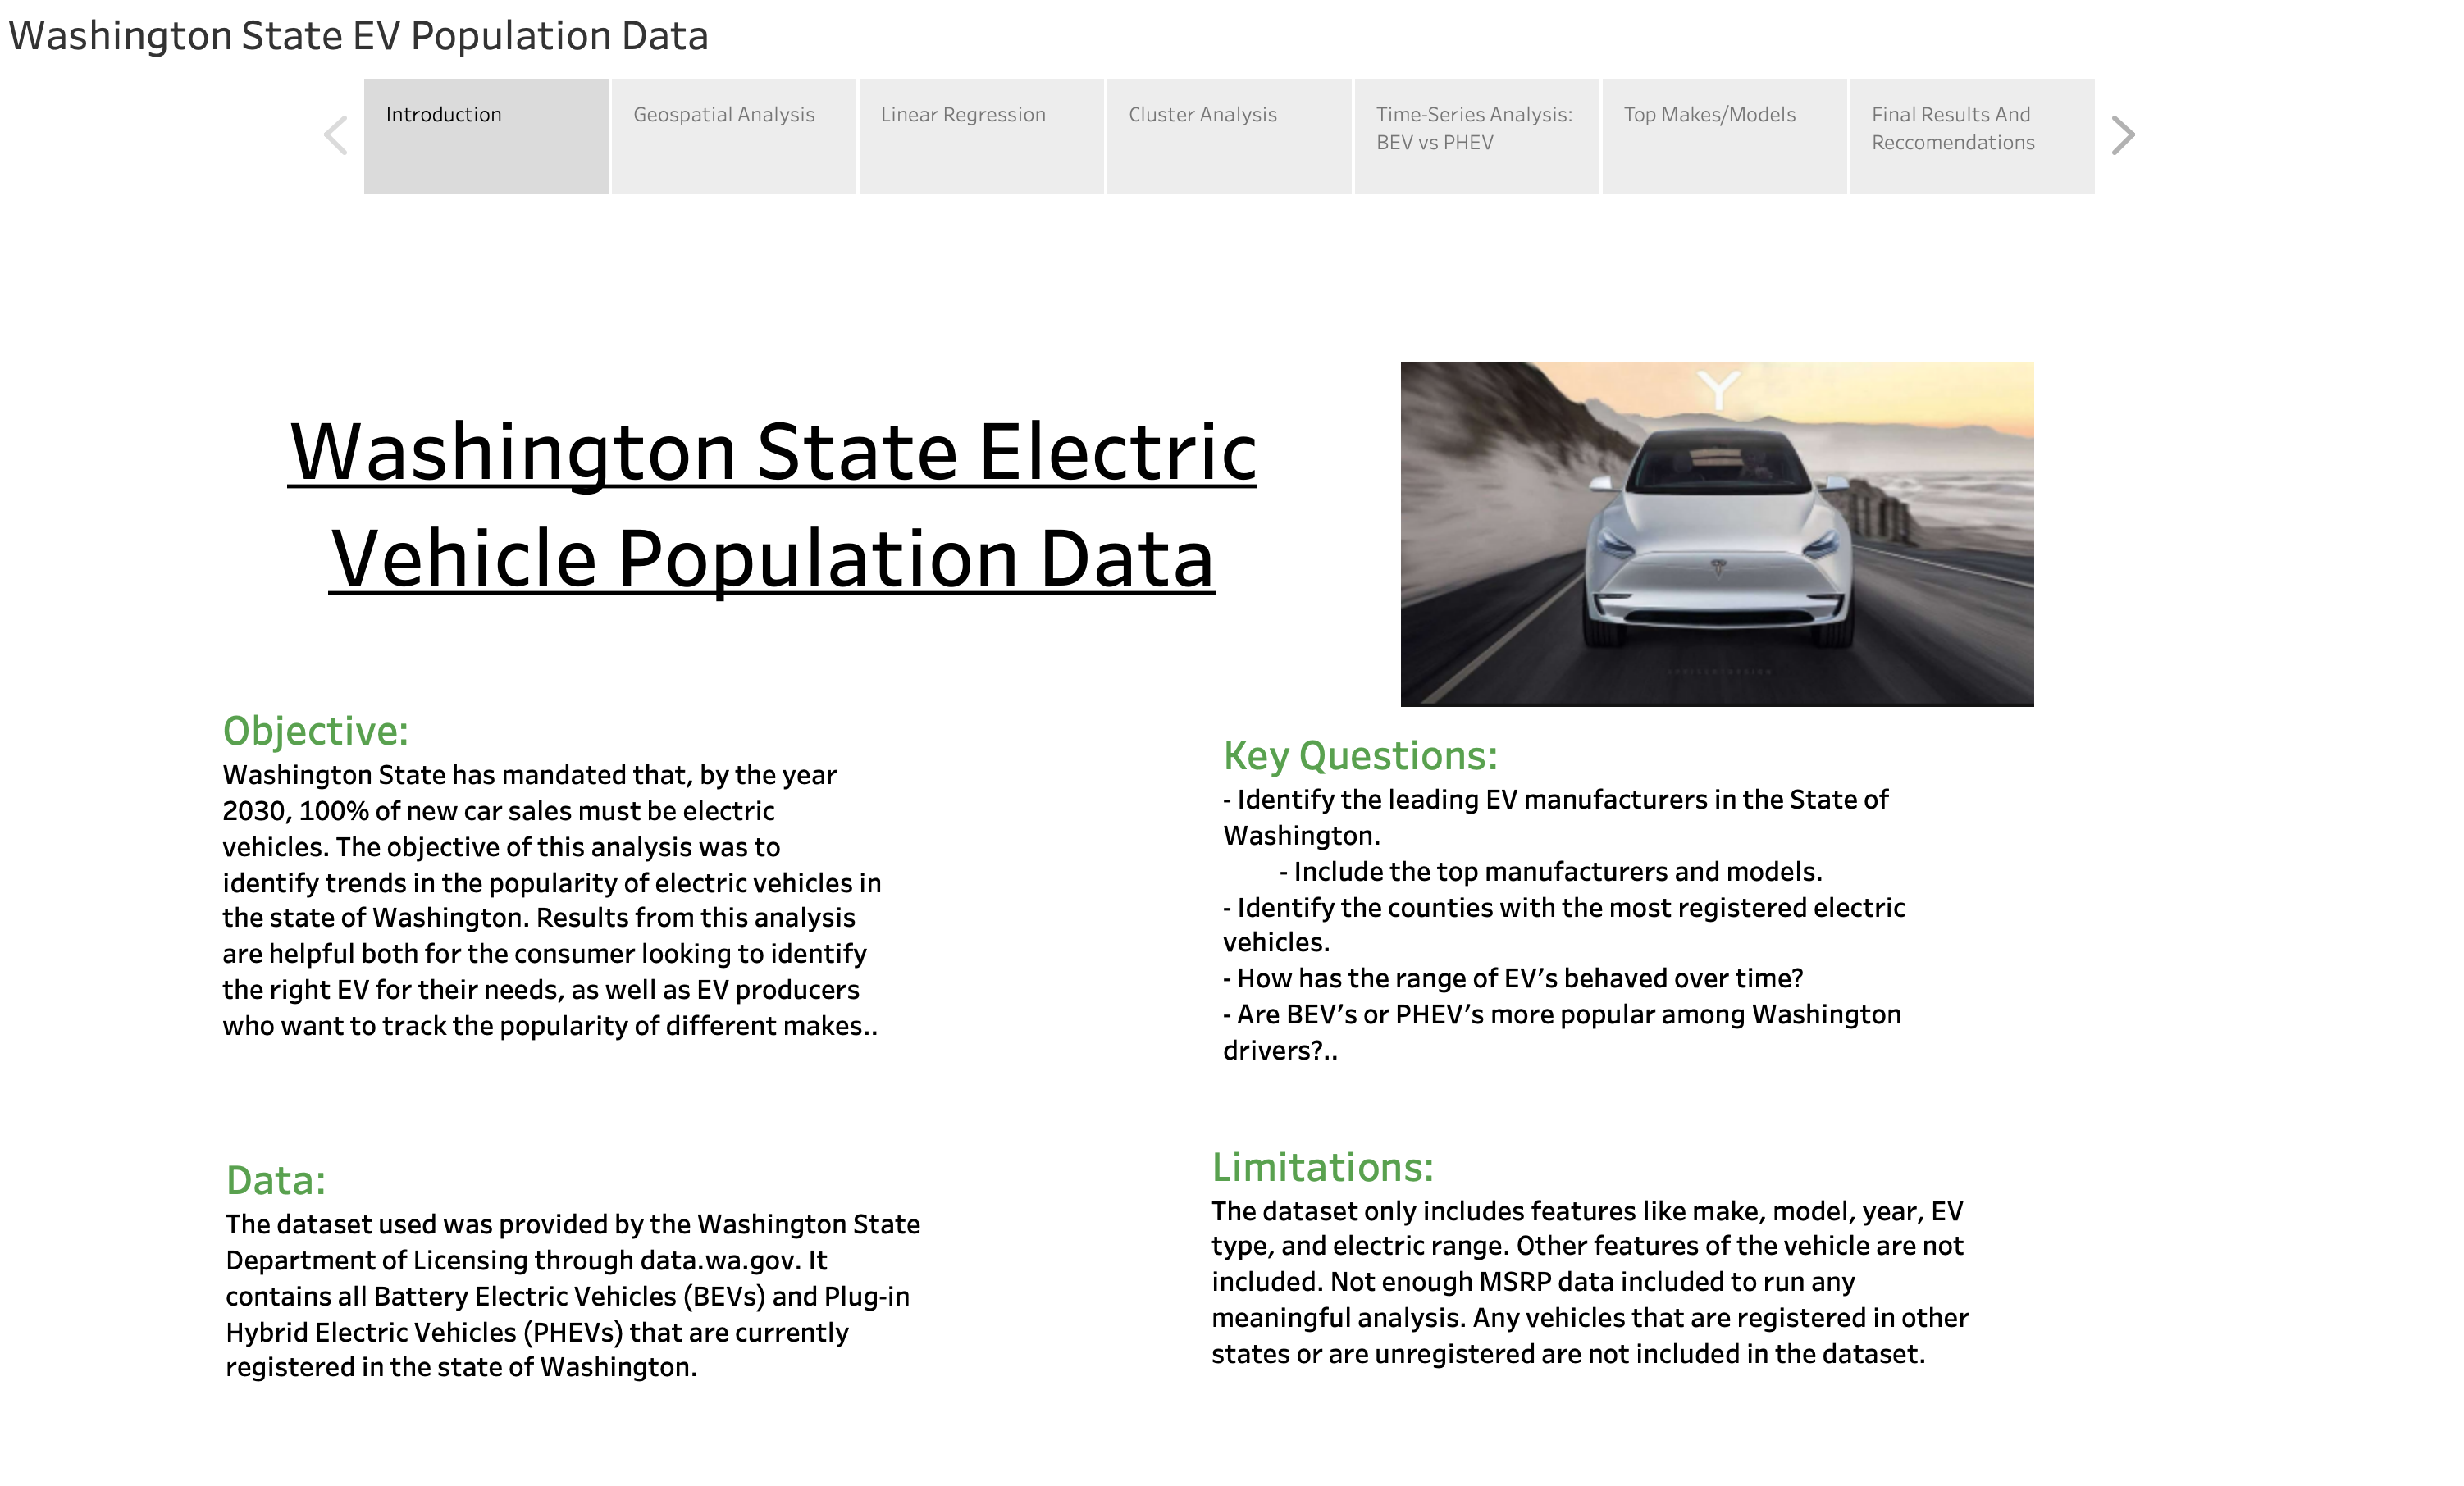 Washington State EV Population Data
Introduction
Geospatial Analysis
Linear Regression
Cluster Analysis
Time-Series Analysis:
BEV vs PHEV
Top Makes/Models
Final Results And
Reccomendations
Washington State Electric
Vehicle Population Data
Y
Objective:
Washington State has mandated that, by the year
2030, 100% of new car sales must be electric
vehicles. The objective of this analysis was to
identify trends in the popularity of electric vehicles in
the state of Washington. Results from this analysis
are helpful both for the consumer looking to identify
the right EV for their needs, as well as EV producers
who want to track the popularity of different makes..
Key Questions:
- Identify the leading EV manufacturers in the State of
Washington.
- Include the top manufacturers and models.
- Identify the counties with the most registered electric
vehicles.
- How has the range of EV’s behaved over time?
- Are BEV’s or PHEV’s more popular among Washington
drivers?..
Data:
The dataset used was provided by the Washington State
Department of Licensing through data.wa.gov. It
contains all Battery Electric Vehicles (BEVs) and Plug-in
Hybrid Electric Vehicles (PHEVs) that are currently
registered in the state of Washington.
Limitations:
The dataset only includes features like make, model, year, EV
type, and electric range. Other features of the vehicle are not
included. Not enough MSRP data included to run any
meaningful analysis. Any vehicles that are registered in other
states or are unregistered are not included in the dataset.